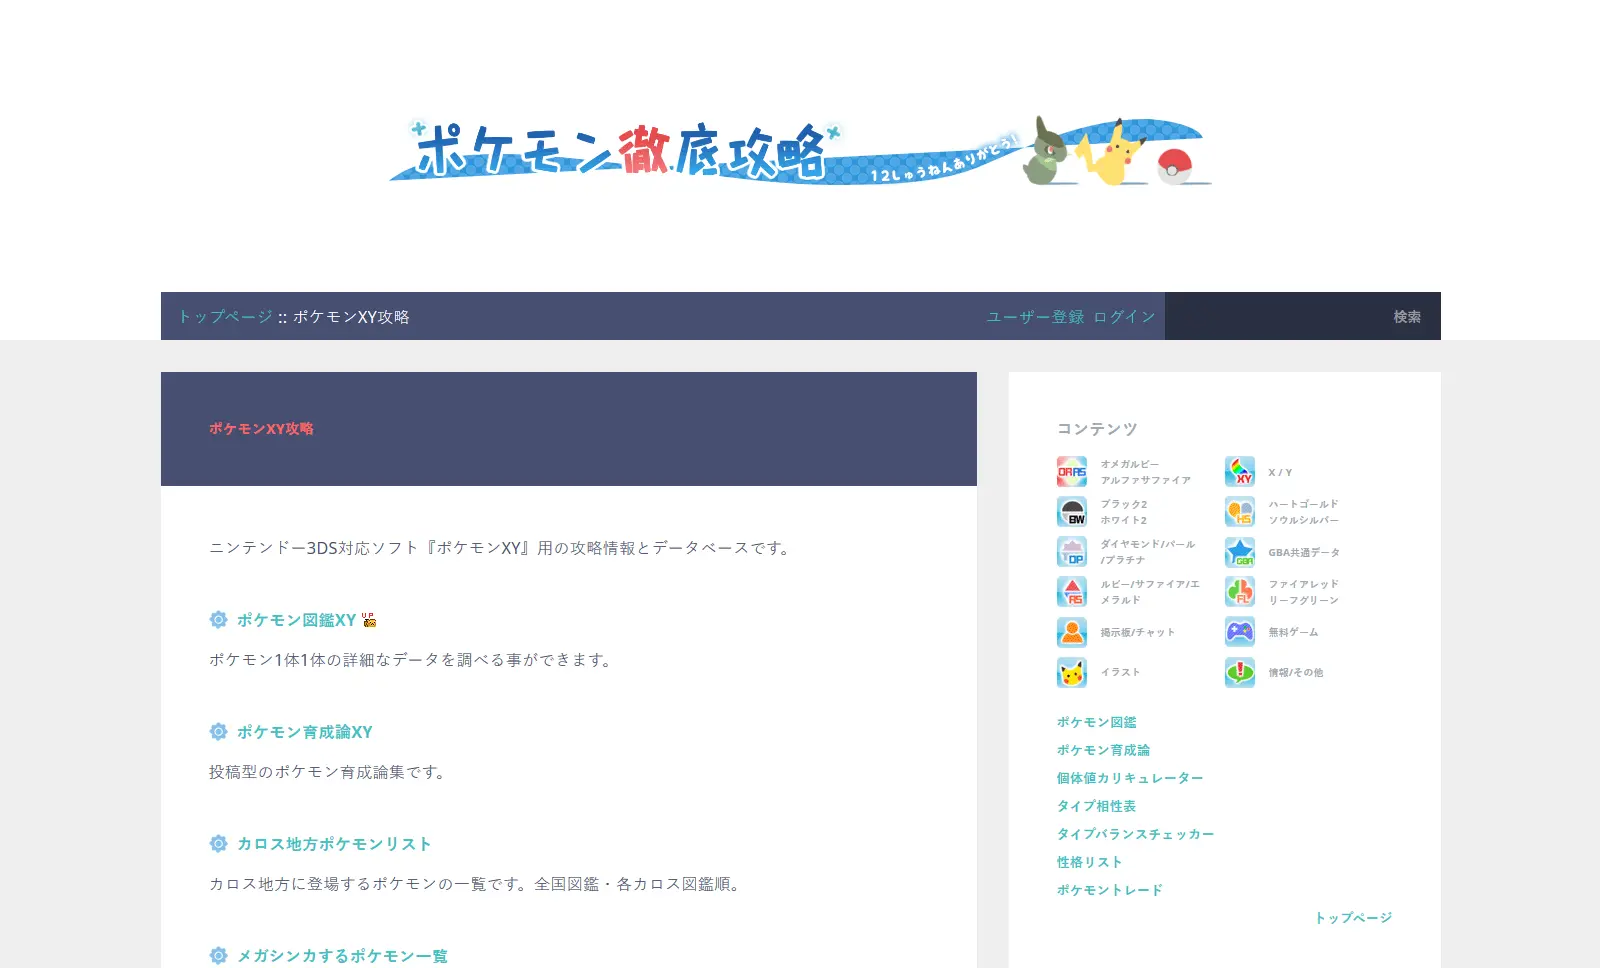 ポケモン徹底攻略
12しゅうねんありがとう!
トップページ :: ポケモンXY攻略
ユーザー登録 ログイン
検索
ポケモンXY攻略
ニンテンドー3DS対応ソフト『ポケモンXY』用の攻略情報とデータベースです。
ポケモン図鑑XY UP
ポケモン1体1体の詳細なデータを調べる事ができます。
ポケモン育成論XY
投稿型のポケモン育成論集です。
カロス地方ポケモンリスト
カロス地方に登場するポケモンの一覧です。全国図鑑・各カロス図鑑順。
メガシンカするポケモン一覧
コンテンツ
ORAS
オメガルビー
アルファサファイア
XY
X / Y
BW
ブラック2
ホワイト2
HS
ハートゴールド
ソウルシルバー
DP
ダイヤモンド/パール
/プラチナ
GBA
GBA共通データ
RS
ルビー/サファイア/エ
メラルド
FL
ファイアレッド
リーフグリーン
掲示板/チャット
無料ゲーム
イラスト
情報/その他
ポケモン図鑑
ポケモン育成論
個体値カリキュレーター
タイプ相性表
タイプバランスチェッカー
性格リスト
ポケモントレード
トップページ